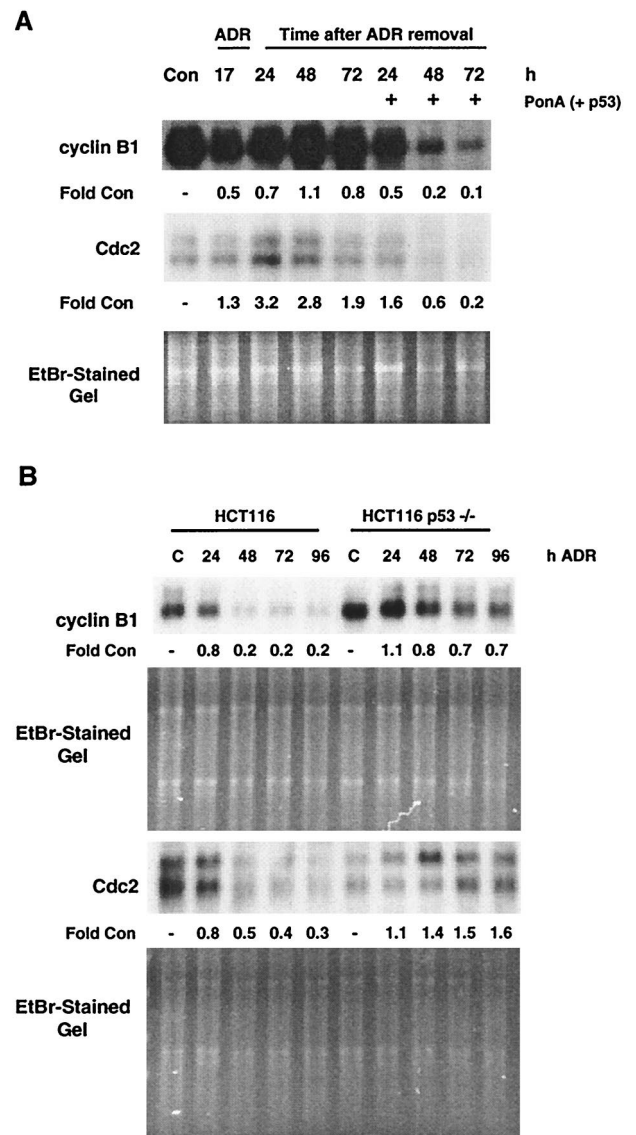 A
ADR Time after ADR removal
Con 17 24 48 72 24 48 72 h
+ + + PonA (+ p53)
cyclin B1
Fold Con - 0.5 0.7 1.1 0.8 0.5 0.2 0.1
Cdc2
Fold Con - 1.3 3.2 2.8 1.9 1.6 0.6 0.2
EtBr-Stained
Gel
B
HCT116 HCT116 p53 -/-
C 24 48 72 96 C 24 48 72 96 h ADR
cyclin B1
Fold Con - 0.8 0.2 0.2 0.2 - 1.1 0.8 0.7 0.7
EtBr-Stained
Gel
Cdc2
Fold Con - 0.8 0.5 0.4 0.3 - 1.1 1.4 1.5 1.6
EtBr-Stained
Gel